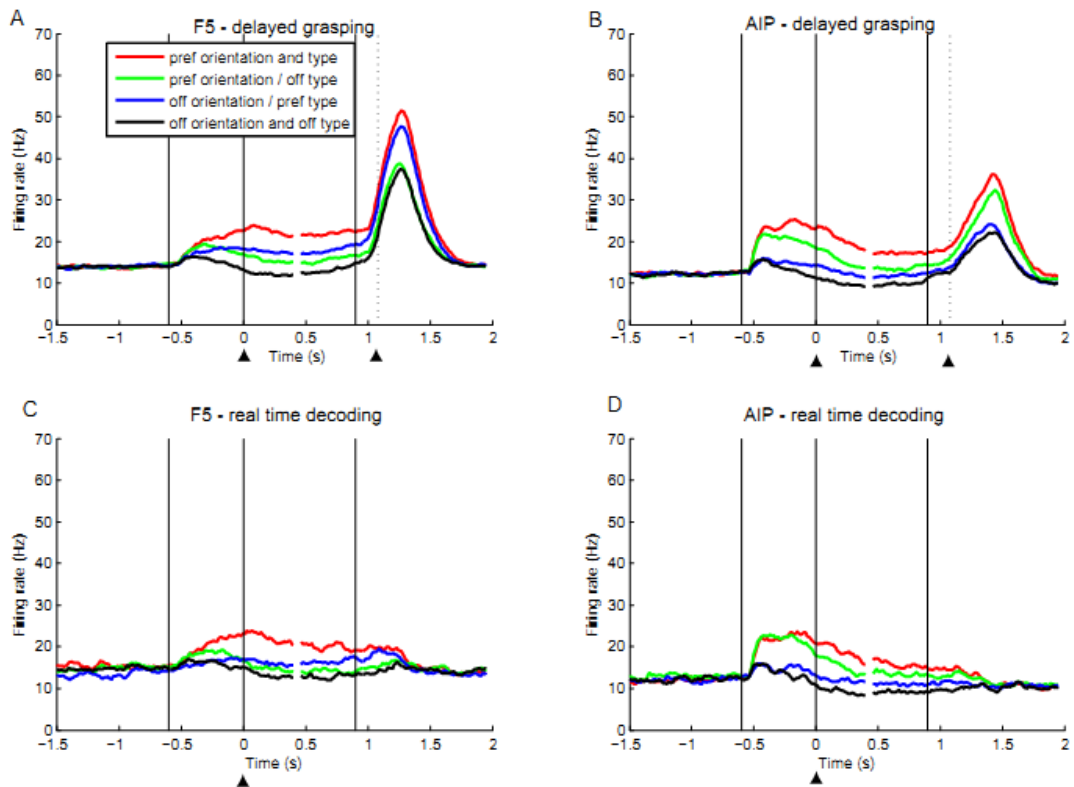 A
F5 - delayed grasping
70
60
50
40
30
20
10
0
Firing rate (Hz)
pref orientation and type
pref orientation / off type
off orientation / pref type
off orientation and off type
−1.5 −1 −0.5 0 0.5 1 1.5 2
Time (s)
B
AIP - delayed grasping
70
60
50
40
30
20
10
0
Firing rate (Hz)
−1.5 −1 −0.5 0 0.5 1 1.5 2
Time (s)
C
F5 - real time decoding
70
60
50
40
30
20
10
0
Firing rate (Hz)
−1.5 −1 −0.5 0 0.5 1 1.5 2
Time (s)
D
AIP - real time decoding
70
60
50
40
30
20
10
0
Firing rate (Hz)
−1.5 −1 −0.5 0 0.5 1 1.5 2
Time (s)